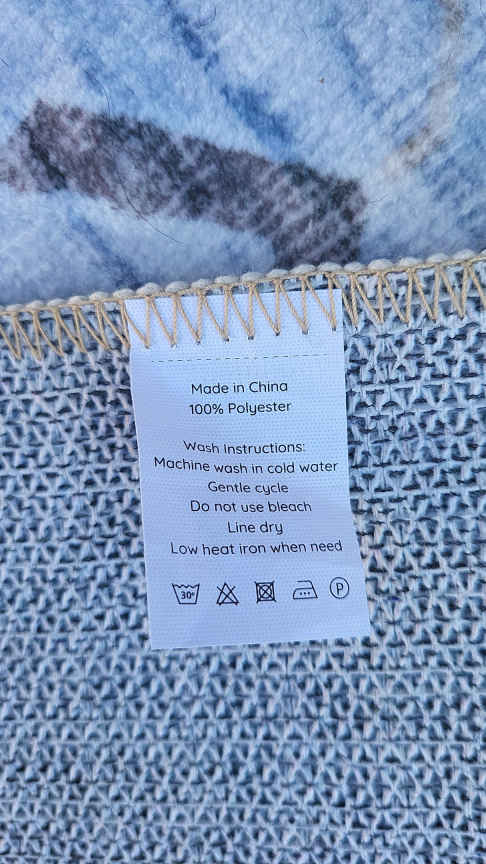 Made in China
100% Polyester
Wash Instructions:
Machine wash in cold water
Gentle cycle
Do not use bleach
Line dry
Low heat iron when need
30° P